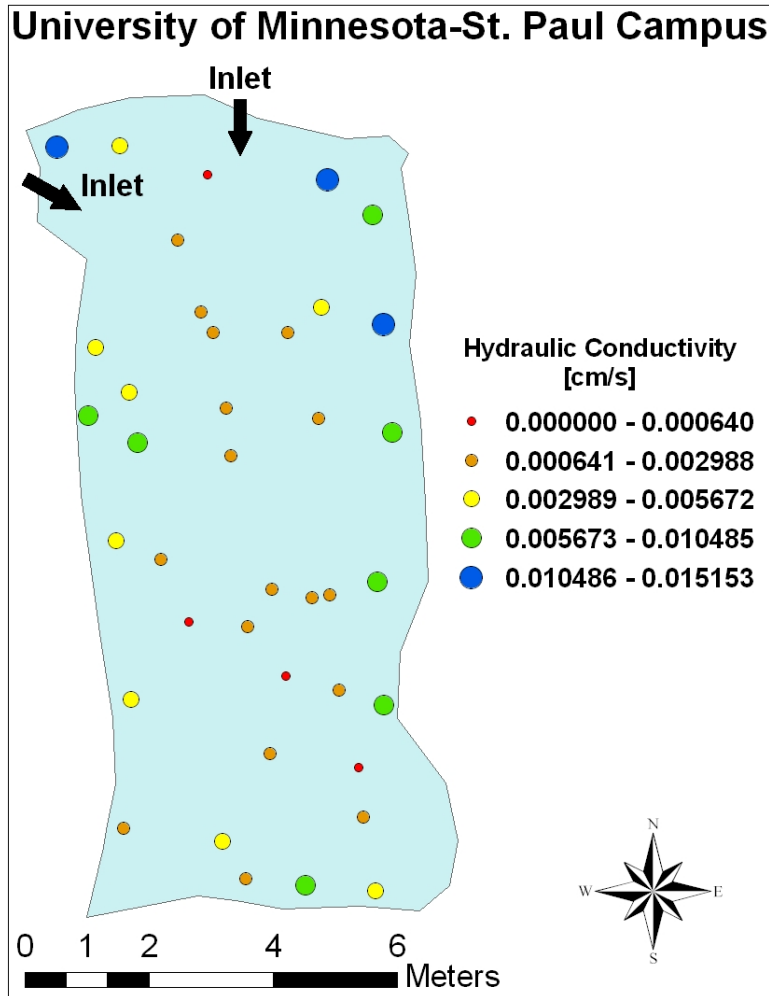 University of Minnesota-St. Paul Campus
Inlet
Inlet
Hydraulic Conductivity
[cm/s]
0.000000 - 0.000640
0.000641 - 0.002988
0.002989 - 0.005672
0.005673 - 0.010485
0.010486 - 0.015153
N
W E
S
0 1 2 4 6
Meters